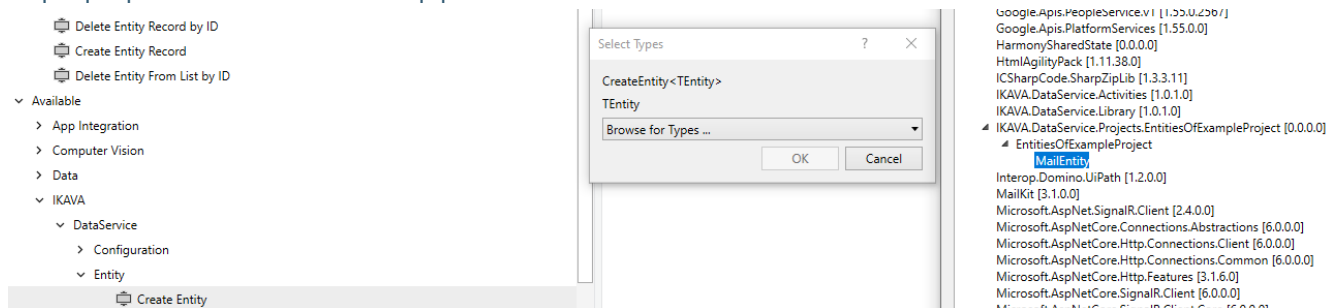 Delete Entity Record by ID
Create Entity Record
Delete Entity From List by ID
Available
App Integration
Computer Vision
Data
IKAVA
DataService
Configuration
Entity
Create Entity
Select Types ? ×
CreateEntity<TEntity>
TEntity
Browse for Types ...
OK Cancel
Google.Apis.PeopleService.v1 [1.55.0.2567]
Google.Apis.PlatformServices [1.55.0.0]
HarmonySharedState [0.0.0.0]
HtmlAgilityPack [1.11.38.0]
ICSharpCode.SharpZipLib [1.3.3.11]
IKAVA.DataService.Activities [1.0.1.0]
IKAVA.DataService.Library [1.0.1.0]
IKAVA.DataService.Projects.EntitiesOfExampleProject [0.0.0.0]
EntitiesOfExampleProject
MailEntity
Interop.Domino.UiPath [1.2.0.0]
MailKit [3.1.0.0]
Microsoft.AspNet.SignalR.Client [2.4.0.0]
Microsoft.AspNetCore.Connections.Abstractions [6.0.0.0]
Microsoft.AspNetCore.Http.Connections.Client [6.0.0.0]
Microsoft.AspNetCore.Http.Connections.Common [6.0.0.0]
Microsoft.AspNetCore.Http.Features [3.1.6.0]
Microsoft.AspNetCore.SignalR.Client [6.0.0.0]